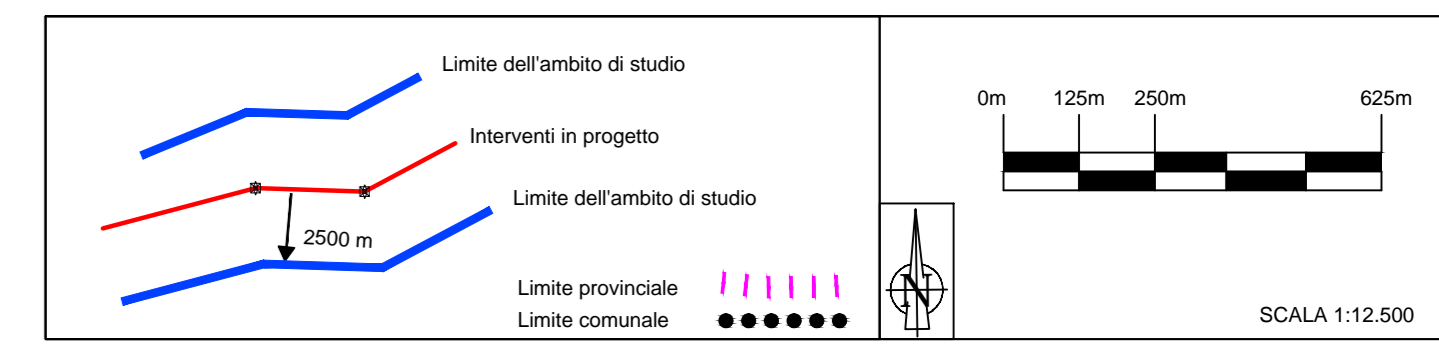 Limite dell'ambito di studio
Interventi in progetto
Limite dell'ambito di studio
2500 m
Limite provinciale
Limite comunale
0m 125m 250m 625m
N
SCALA 1:12.500